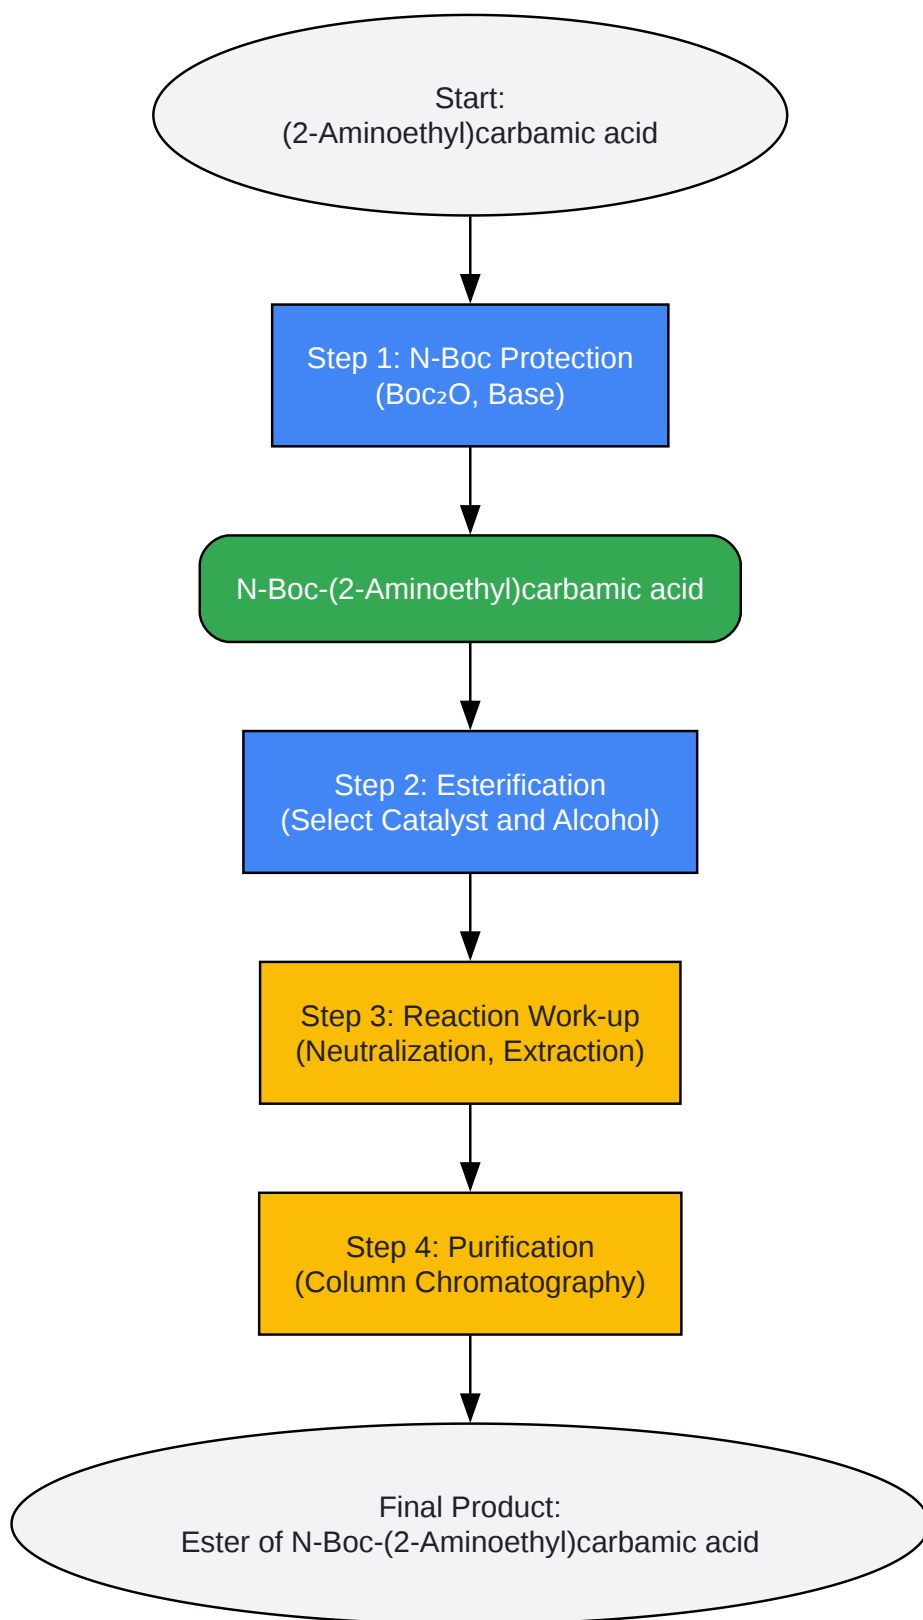 Start:
(2-Aminoethyl)carbamic acid
Step 1: N-Boc Protection
(Boc₂O, Base)
N-Boc-(2-Aminoethyl)carbamic acid
Step 2: Esterification
(Select Catalyst and Alcohol)
Step 3: Reaction Work-up
(Neutralization, Extraction)
Step 4: Purification
(Column Chromatography)
Final Product:
Ester of N-Boc-(2-Aminoethyl)carbamic acid